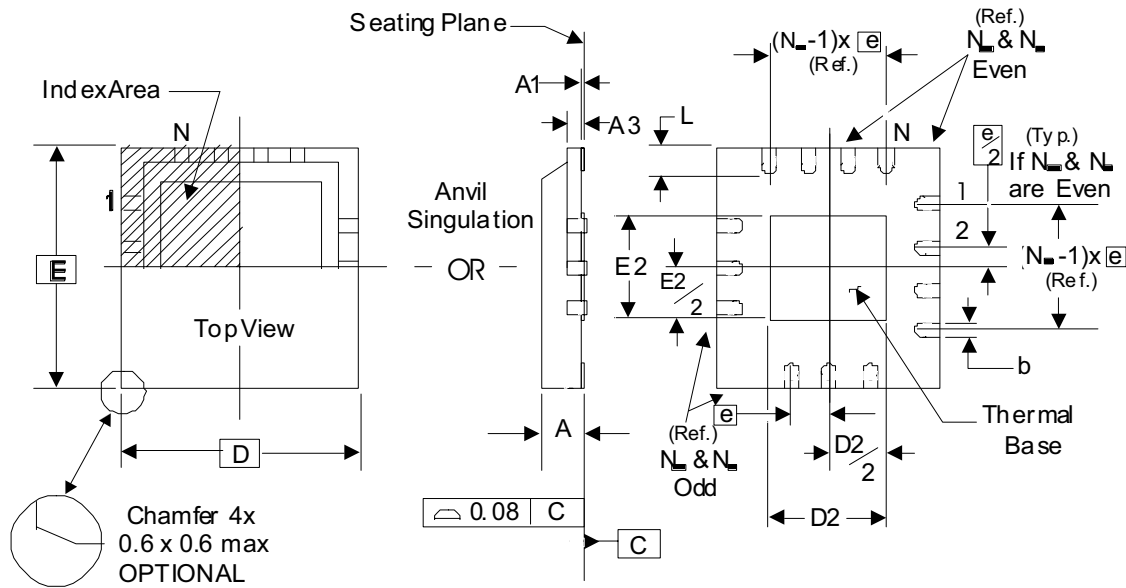 Seating Plane
(Ref.)
N & N
Even
(N -1)x e
(Ref.)
A1
Index Area
A3
L
N
N
e/2
(Typ.)
If N & N
are Even
1
1
2
Anvil
Singulation
OR
E
E2
E2/2
(N -1)x e
(Ref.)
Top View
b
e
Thermal
Base
A
(Ref.)
N & N
Odd
D2/2
D
D2
0.08 C
C
Chamfer 4x
0.6 x 0.6 max
OPTIONAL